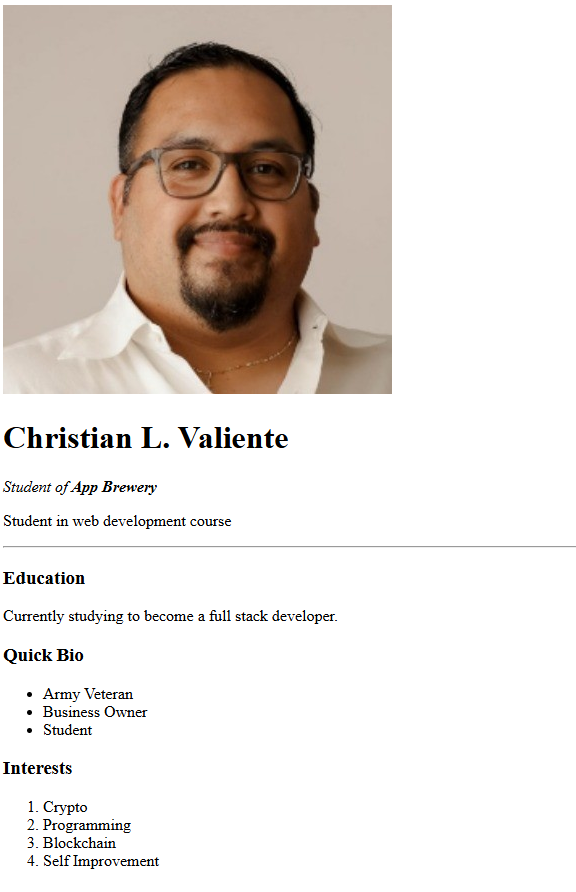 Christian L. Valiente
Student of App Brewery
Student in web development course
Education
Currently studying to become a full stack developer.
Quick Bio
• Army Veteran
• Business Owner
• Student
Interests
1. Crypto
2. Programming
3. Blockchain
4. Self Improvement